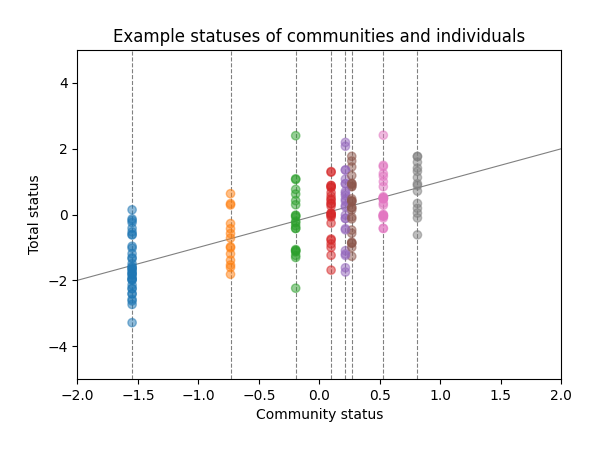 Example statuses of communities and individuals
4
2
0
−2
−4
Total status
−2.0 −1.5 −1.0 −0.5 0.0 0.5 1.0 1.5 2.0
Community status